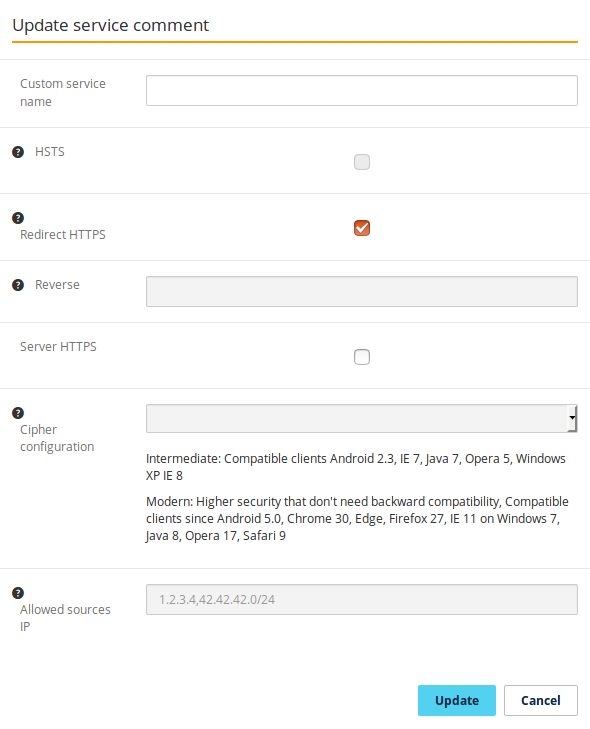 Update service comment
Custom service
name
? HSTS
?
Redirect HTTPS
? Reverse
Server HTTPS
?
Cipher
configuration
Intermediate: Compatible clients Android 2.3, IE 7, Java 7, Opera 5, Windows
XP IE 8
Modern: Higher security that don't need backward compatibility, Compatible
clients since Android 5.0, Chrome 30, Edge, Firefox 27, IE 11 on Windows 7,
Java 8, Opera 17, Safari 9
?
Allowed sources
IP
1.2.3.4,42.42.42.0/24
Update Cancel